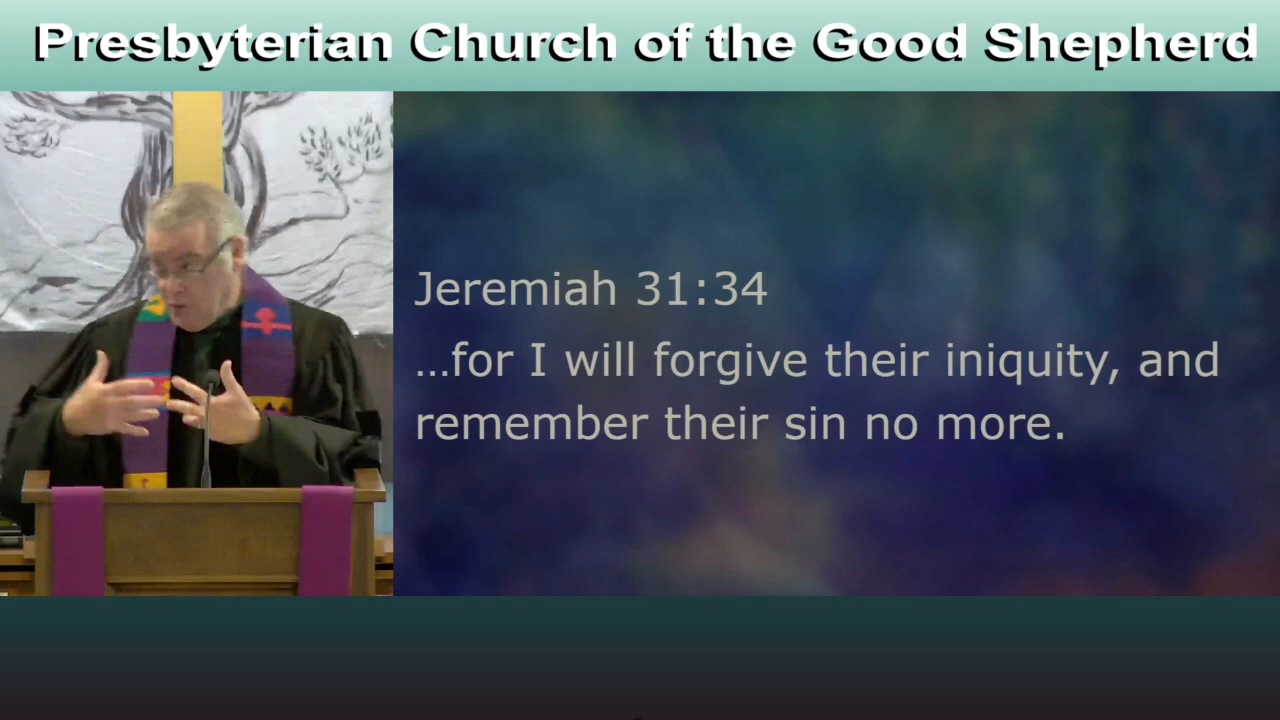 Presbyterian Church of the Good Shepherd
Jeremiah 31:34
…for I will forgive their iniquity, and
remember their sin no more.